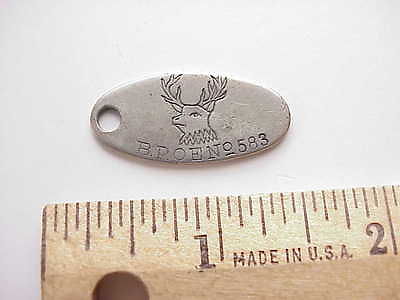 B.P.O.E. No 583
1 MADE IN U.S.A. 2